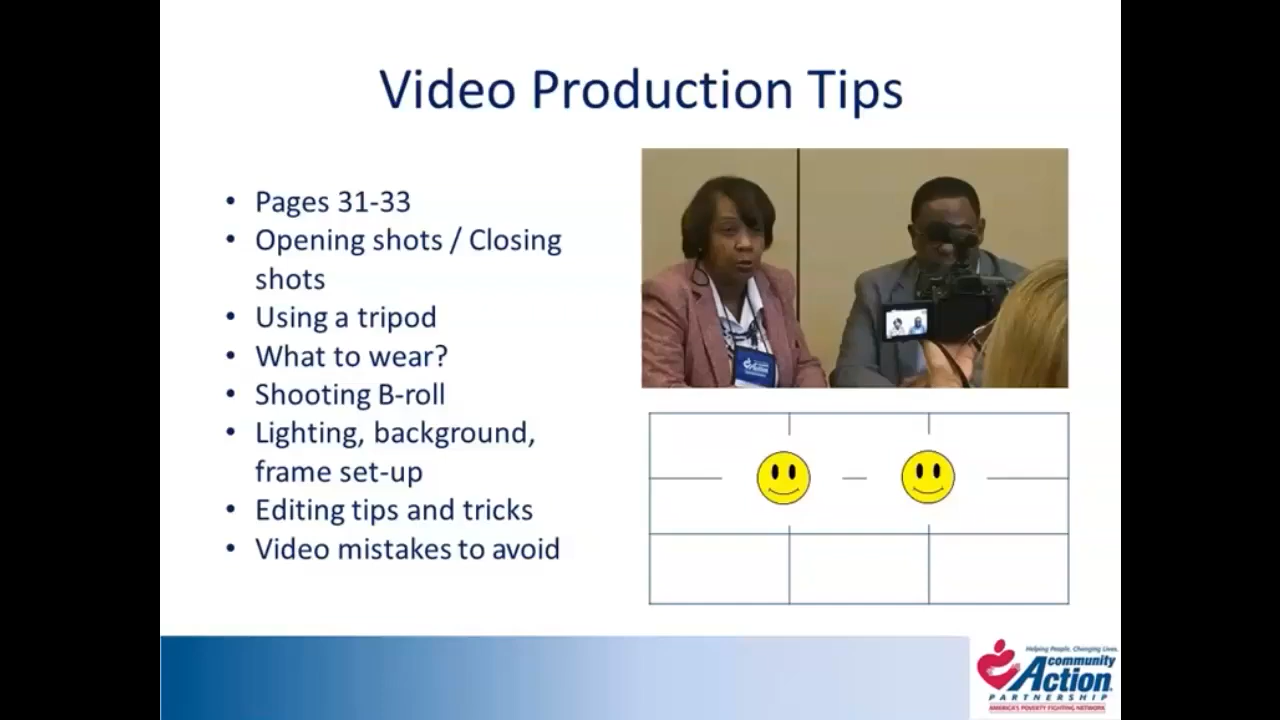 Video Production Tips
• Pages 31-33
• Opening shots / Closing
shots
• Using a tripod
• What to wear?
• Shooting B-roll
• Lighting, background,
frame set-up
• Editing tips and tricks
• Video mistakes to avoid
Helping People. Changing Lives.
community
Action
PARTNERSHIP
AMERICA'S POVERTY FIGHTING NETWORK